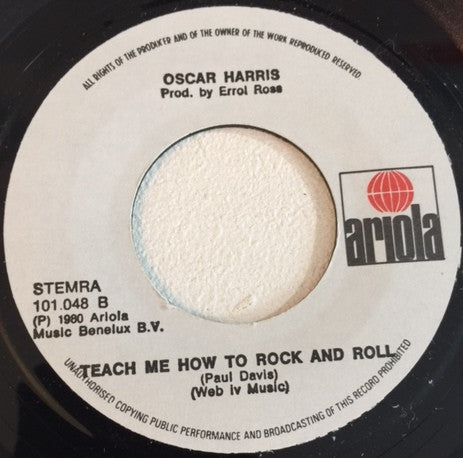 ALL RIGHTS OF THE PRODUCER AND OF THE OWNER OF THE WORK REPRODUCED RESERVED
OSCAR HARRIS
Prod. by Errol Ross
ariola
STEMRA
101.048 B
(P) 1980 Ariola
Music Benelux B.V.
TEACH ME HOW TO ROCK AND ROLL
(Paul Davis)
(Web iv Music)
UNAUTHORISED COPYING PUBLIC PERFORMANCE AND BROADCASTING OF THIS RECORD PROHIBITED